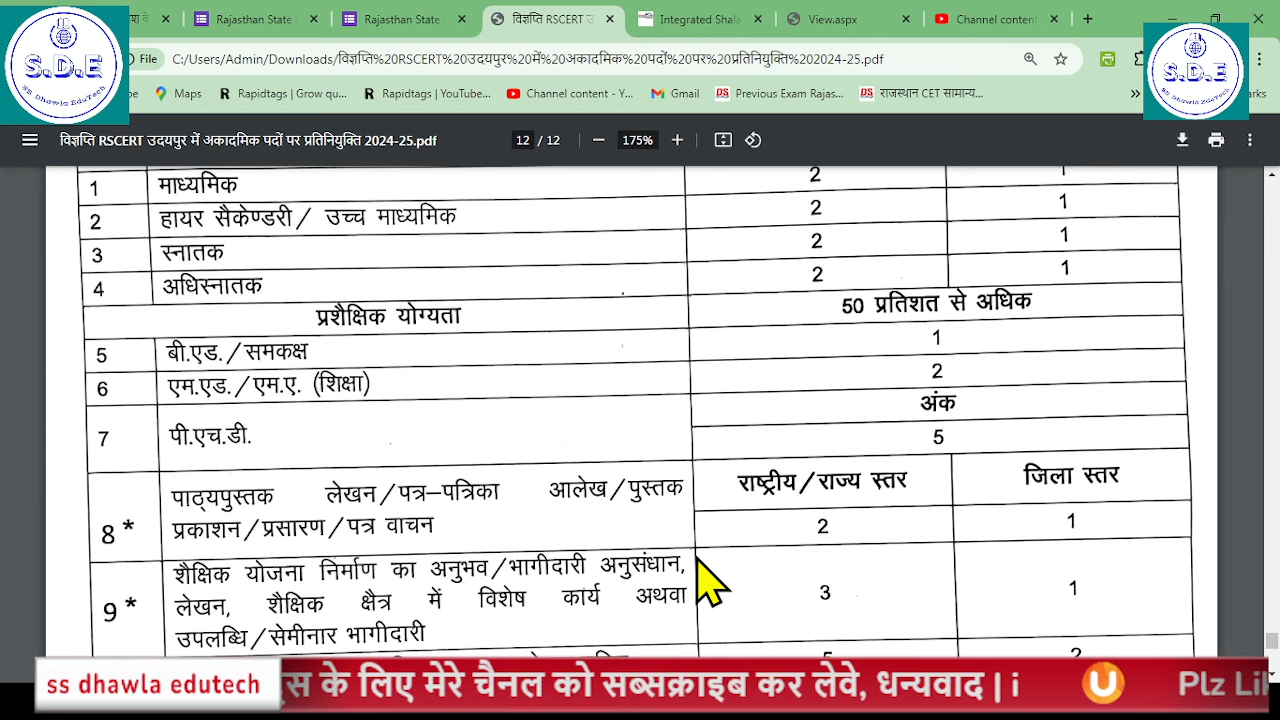 Rajasthan State
Rajasthan State
विज्ञप्ति RSCERT उ
Integrated Shala
View.aspx
Channel content
File
C:/Users/Admin/Downloads/विज्ञप्ति%20RSCERT%20उदयपुर%20में%20अकादमिक%20पदों%20पर%20प्रतिनियुक्ति%202024-25.pdf
Maps
Rapidtags | Grow qu...
Rapidtags | YouTube...
Channel content - Y...
Gmail
Previous Exam Rajas...
राजस्थान CET सामान्य...
S.D.E
SS Dhawla EduTech
S.D.E
SS Dhawla EduTech
विज्ञप्ति RSCERT उदयपुर में अकादमिक पदों पर प्रतिनियुक्ति 2024-25.pdf
12 / 12
175%
1 माध्यमिक 2 1
2 हायर सैकेण्डरी/ उच्च माध्यमिक 2 1
3 स्नातक 2 1
4 अधिस्नातक 2 1
प्रशैक्षिक योग्यता 50 प्रतिशत से अधिक
5 बी.एड./समकक्ष 1
6 एम.एड./एम.ए. (शिक्षा) 2
अंक
7 पी.एच.डी. 5
राष्ट्रीय/राज्य स्तर जिला स्तर
8* पाठ्यपुस्तक लेखन/पत्र–पत्रिका आलेख/पुस्तक
प्रकाशन/प्रसारण/पत्र वाचन 2 1
शैक्षिक योजना निर्माण का अनुभव/भागीदारी अनुसंधान,
9* लेखन, शैक्षिक क्षैत्र में विशेष कार्य अथवा 3 1
उपलब्धि/सेमीनार भागीदारी
ss dhawla edutech
के लिए मेरे चैनल को सब्सक्राइब कर लेवे, धन्यवाद | i
Plz Lil